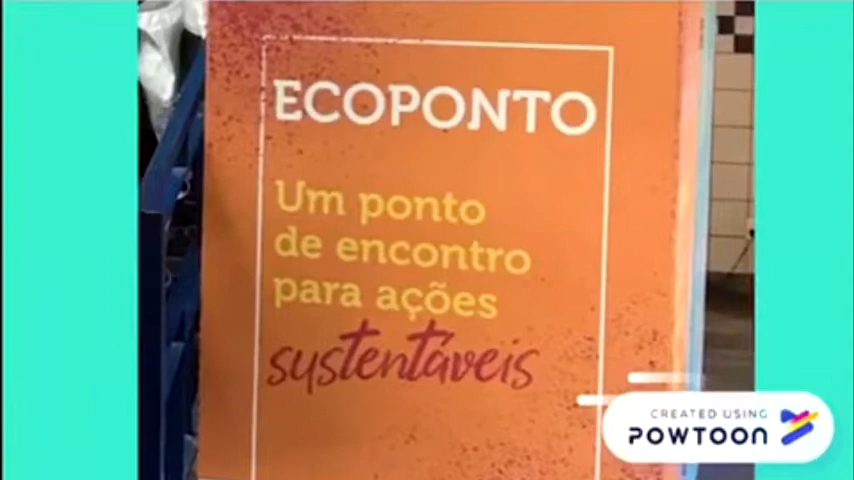 ECOPONTO
Um ponto
de encontro
para ações
sustentáveis
CREATED USING
POWTOON